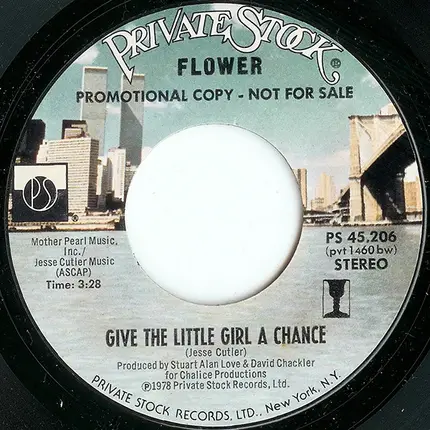 PRIVATE STOCK®
FLOWER
PROMOTIONAL COPY - NOT FOR SALE
PS
Mother Pearl Music,
Inc./
Jesse Cutler Music
(ASCAP)
Time: 3:28
PS 45,206
(pvt 1460 bw)
STEREO
GIVE THE LITTLE GIRL A CHANCE
(Jesse Cutler)
Produced by Stuart Alan Love & David Chackler
for Chalice Productions
℗1978 Private Stock Records, Ltd.
PRIVATE STOCK RECORDS, LTD., New York, N.Y.